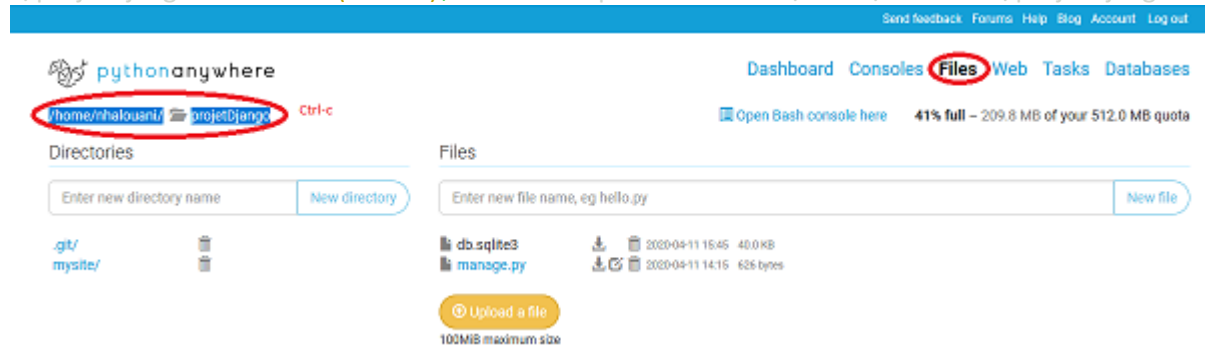 Send feedback Forums Help Blog Account Log out
pythonanywhere
Dashboard Consoles Files Web Tasks Databases
/home/nhalouani/ projetDjango Ctrl-c
Open Bash console here 41% full – 209.8 MB of your 512.0 MB quota
Directories Files
Enter new directory name New directory Enter new file name, eg hello.py New file
.git/ db.sqlite3 2020-04-11 15:45 40.0 KB
mysite/ manage.py 2020-04-11 14:15 626 bytes
Upload a file
100MiB maximum size